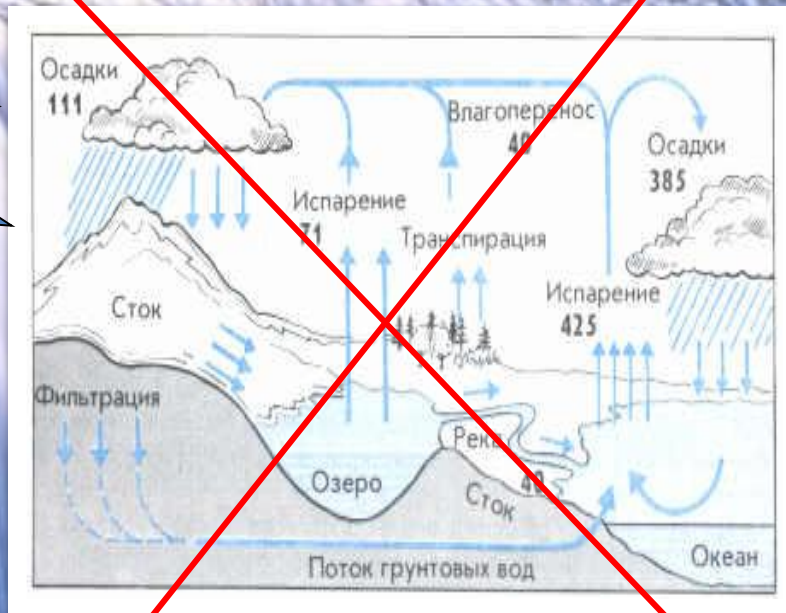 Осадки
111
Влагоперенос
40
Осадки
385
Испарение
71
Транспирация
Испарение
425
Сток
Фильтрация
Река
40
Озеро
Сток
Поток грунтовых вод
Океан